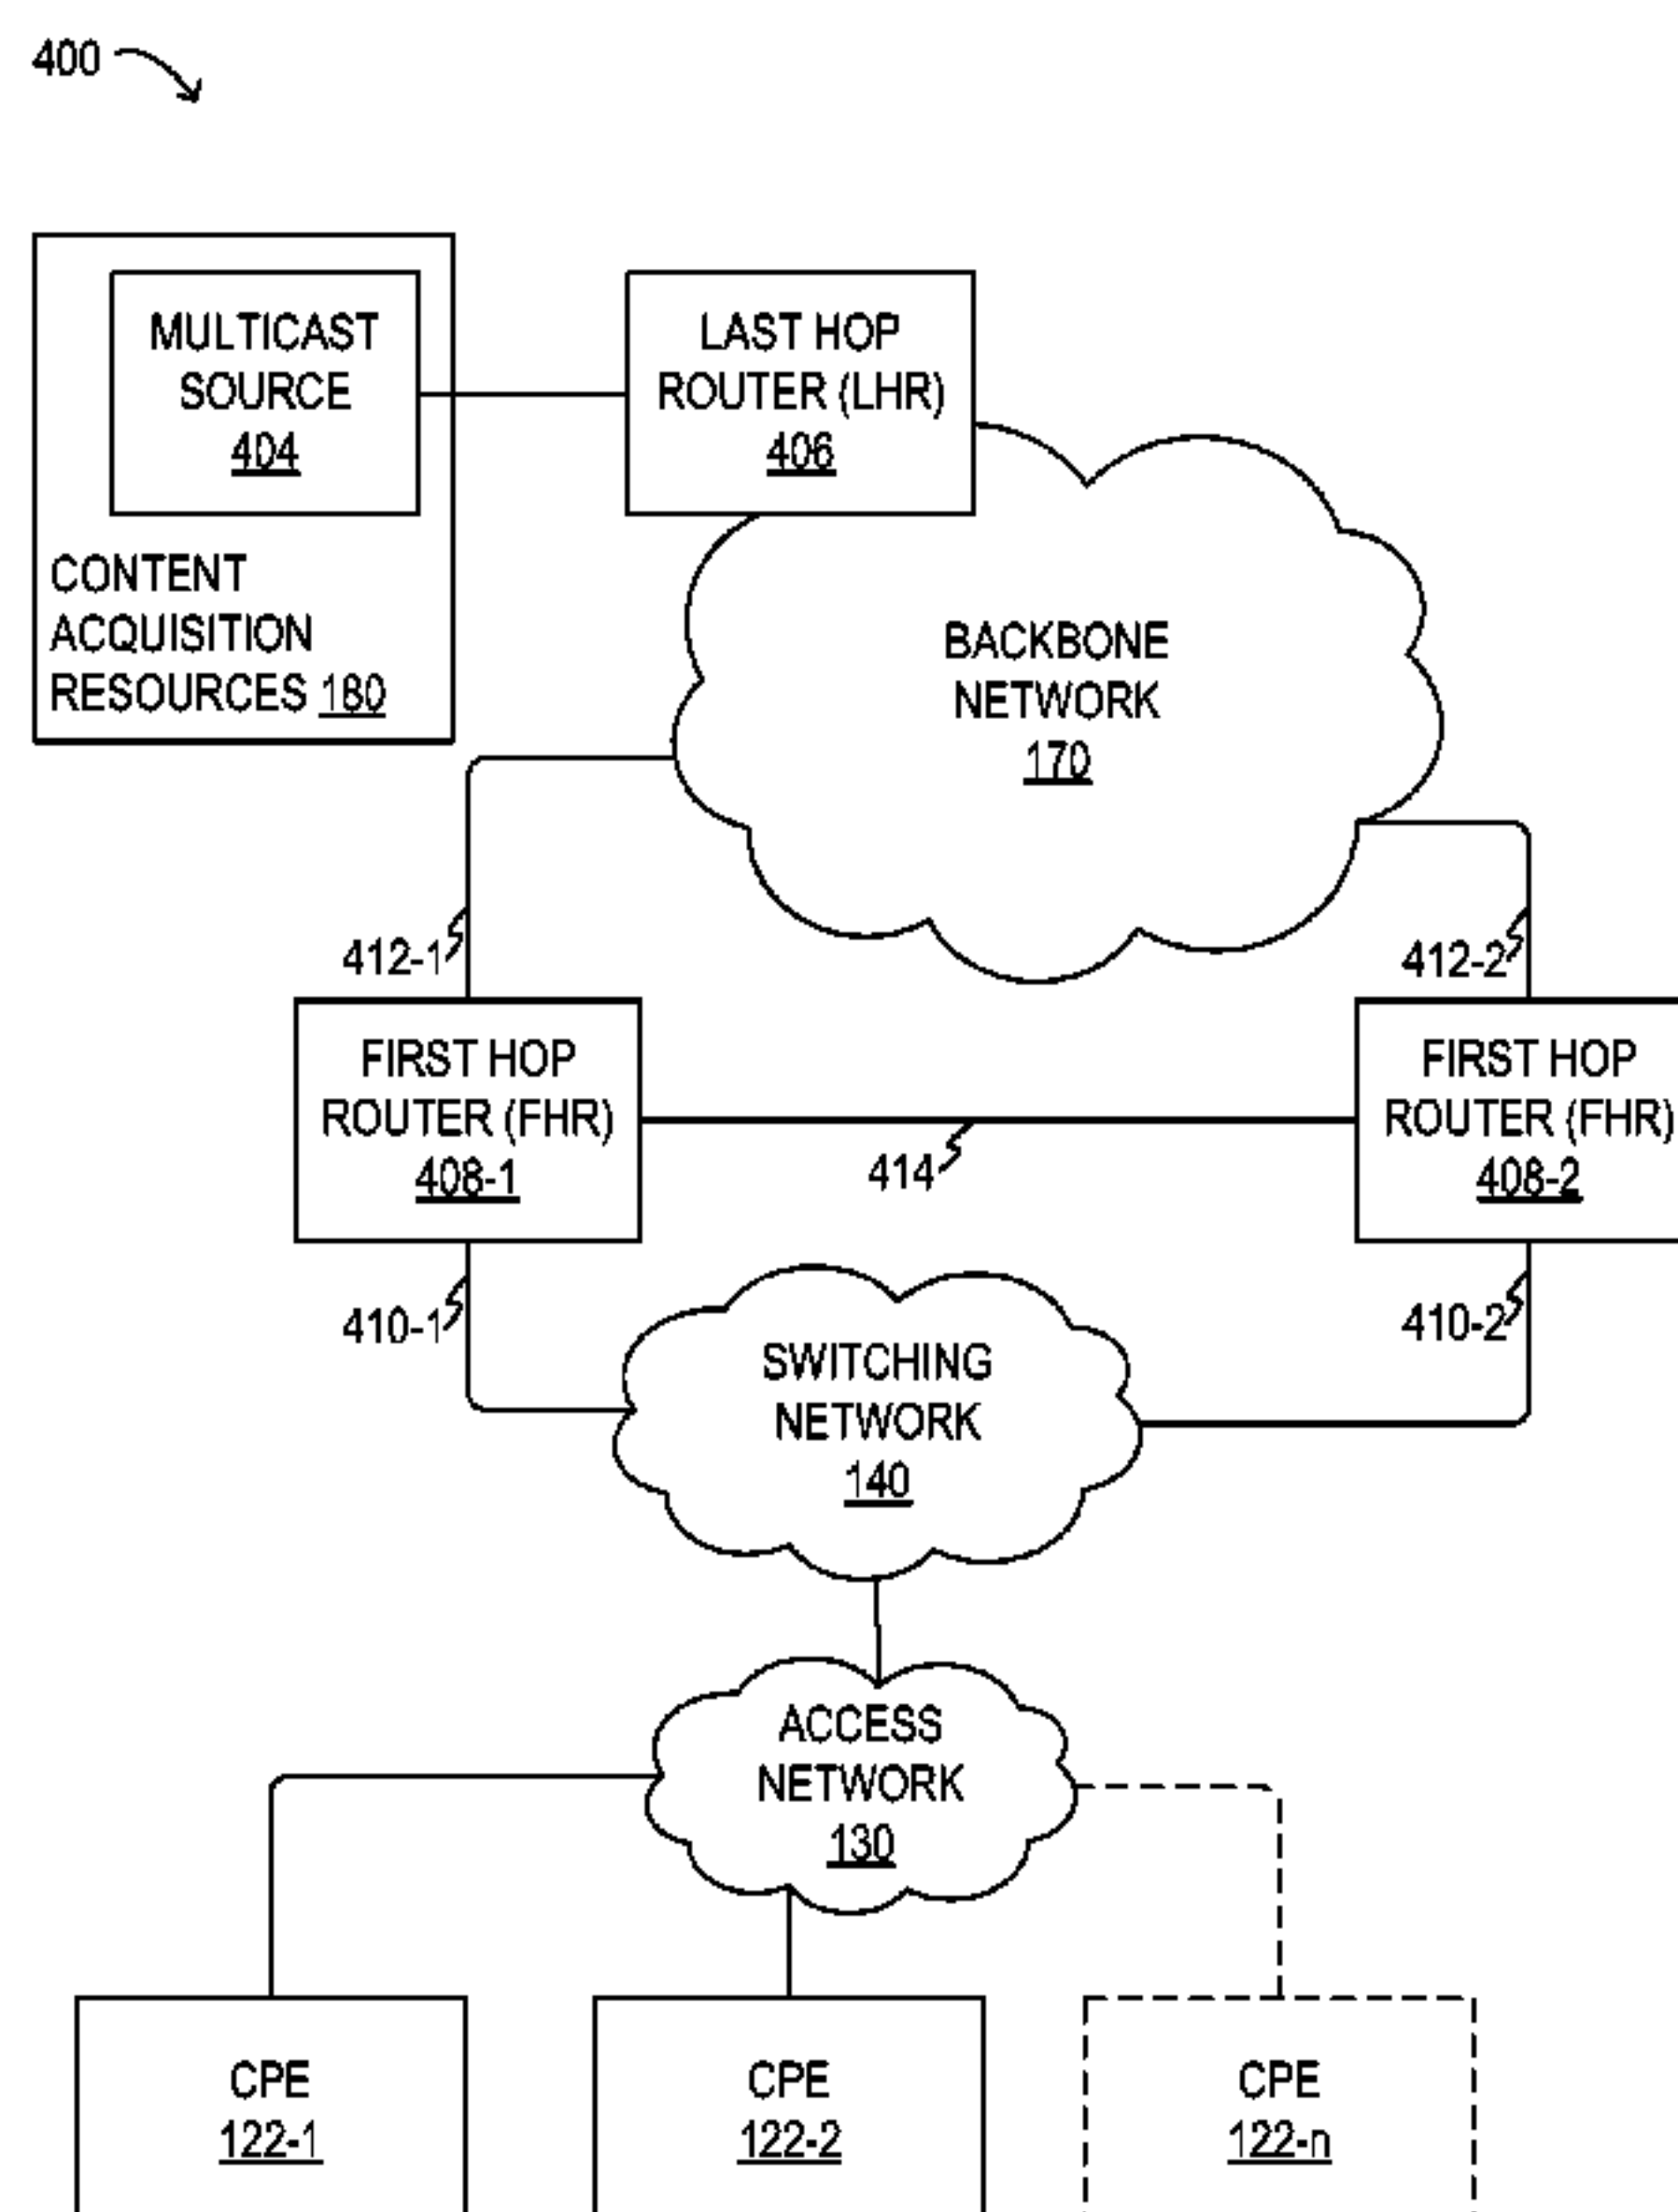 400
MULTICAST
SOURCE
404
LAST HOP
ROUTER (LHR)
406
CONTENT
ACQUISITION
RESOURCES 180
BACKBONE
NETWORK
170
412-1
412-2
FIRST HOP
ROUTER (FHR)
408-1
414
FIRST HOP
ROUTER (FHR)
408-2
410-1
410-2
SWITCHING
NETWORK
140
ACCESS
NETWORK
130
CPE
122-1
CPE
122-2
CPE
122-n